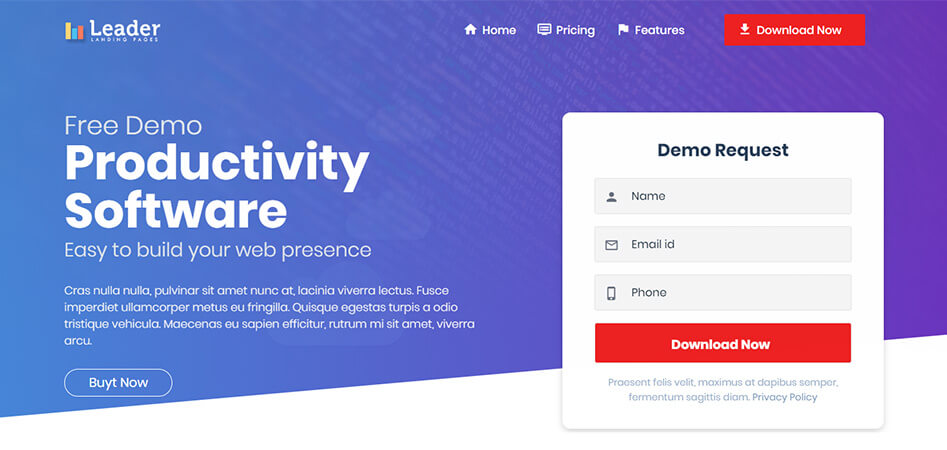 Leader
LANDING PAGES
Home
Pricing
Features
Download Now
Free Demo
Productivity
Software
Easy to build your web presence
Cras nulla nulla, pulvinar sit amet nunc at, lacinia viverra lectus. Fusce
imperdiet ullamcorper metus eu fringilla. Quisque egestas turpis a odio
tristique vehicula. Maecenas eu sapien efficitur, rutrum mi sit amet, viverra
arcu.
Buyt Now
Demo Request
Name
Email id
Phone
Download Now
Praesent felis velit, maximus at dapibus semper,
fermentum sagittis diam. Privacy Policy